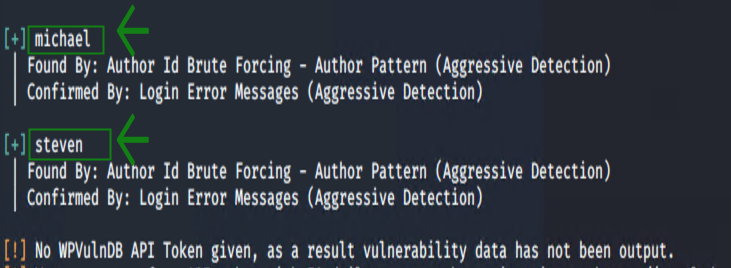 [+] michael
Found By: Author Id Brute Forcing - Author Pattern (Aggressive Detection)
Confirmed By: Login Error Messages (Aggressive Detection)
[+] steven
Found By: Author Id Brute Forcing - Author Pattern (Aggressive Detection)
Confirmed By: Login Error Messages (Aggressive Detection)
[!] No WPVulnDB API Token given, as a result vulnerability data has not been output.